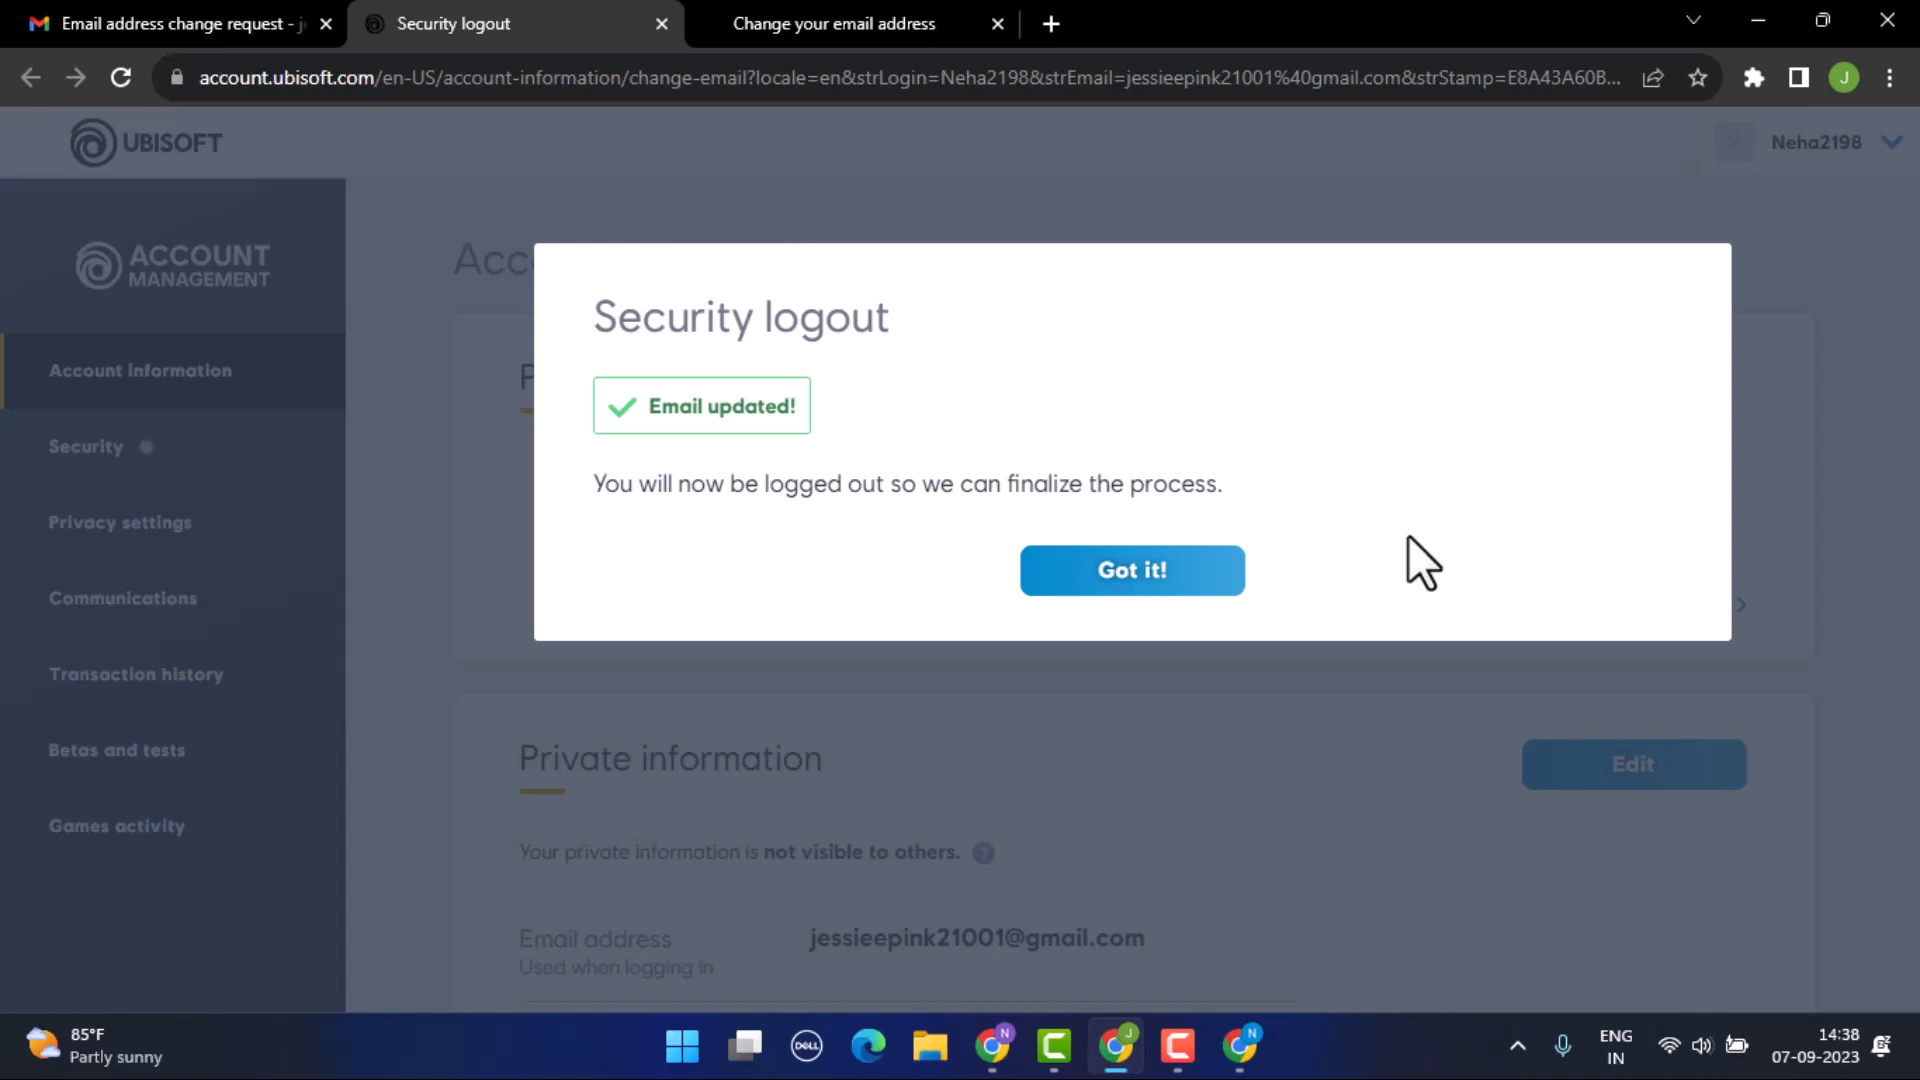 Email address change request - j
Security logout
Change your email address
account.ubisoft.com/en-US/account-information/change-email?locale=en&strLogin=Neha2198&strEmail=jessieepink21001%40gmail.com&strStamp=E8A43A60B...
J
UBISOFT
Neha2198
ACCOUNT
MANAGEMENT
Account information
Security
Privacy settings
Communications
Transaction history
Betas and tests
Games activity
Acc
P
Security logout
Email updated!
You will now be logged out so we can finalize the process.
Got it!
Private information
Edit
Your private information is not visible to others. ?
Email address
jessieepink21001@gmail.com
Used when logging in
85°F
Partly sunny
DELL
N
J
N
ENG
IN
14:38
07-09-2023